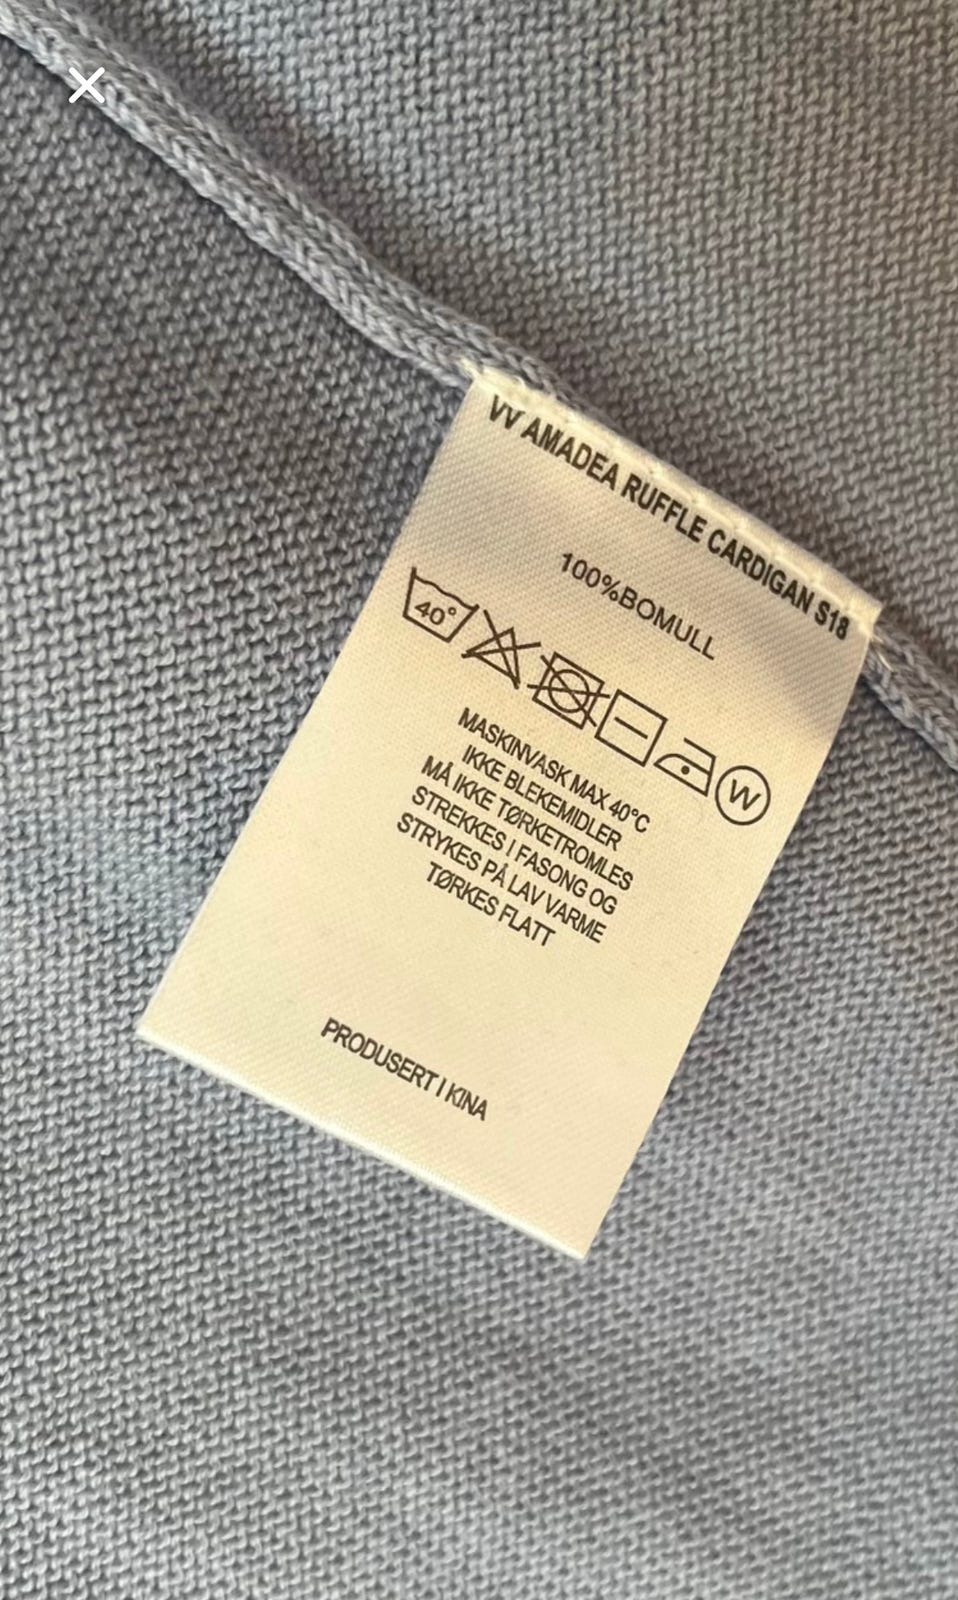 VV AMADEA RUFFLE CARDIGAN S18
100%BOMULL
40°
W
MASKINVASK MAX 40°C
IKKE BLEKEMIDLER
MÅ IKKE TØRKETROMLES
STREKKES I FASONG OG
STRYKES PÅ LAV VARME
TØRKES FLATT
PRODUSERT I KINA